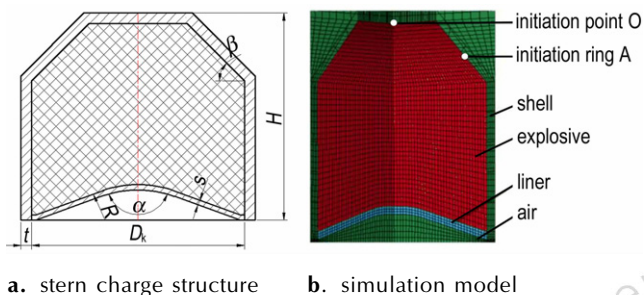 β
H
s
R
α
t
Dk
initiation point O
initiation ring A
shell
explosive
liner
air
a. stern charge structure
b. simulation model